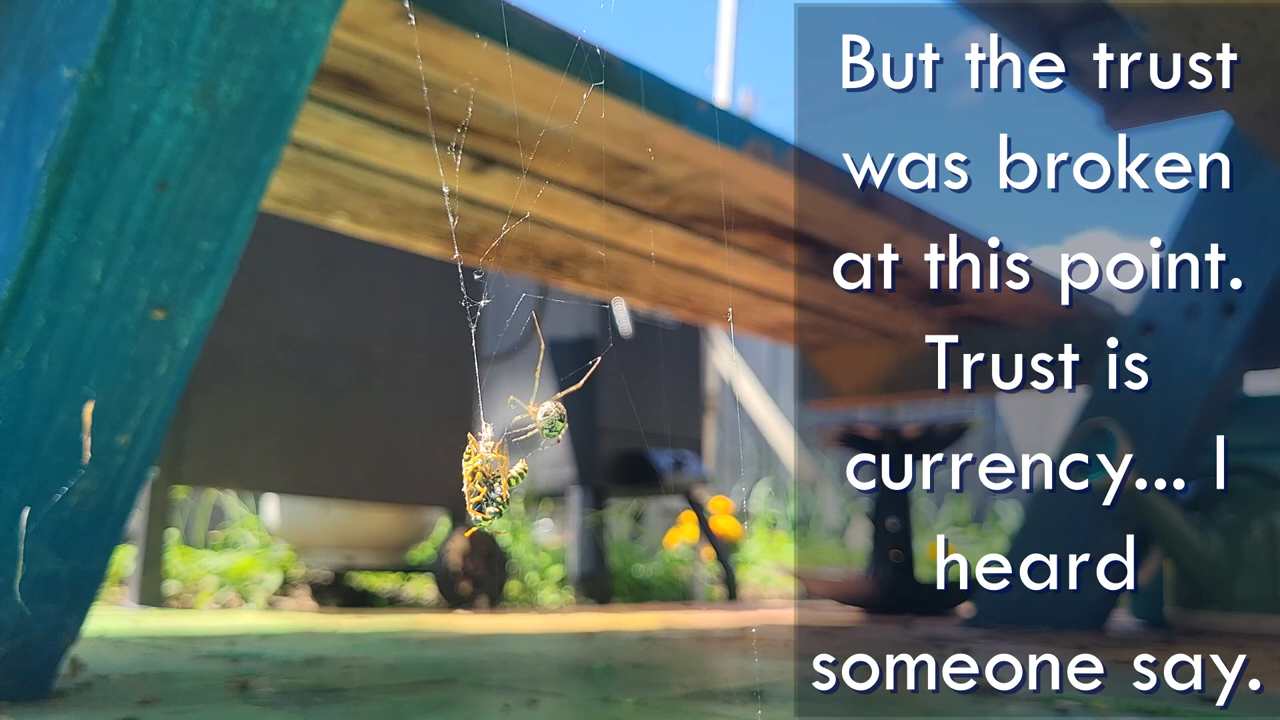 But the trust
was broken
at this point.
Trust is
currency... I
heard
someone say.